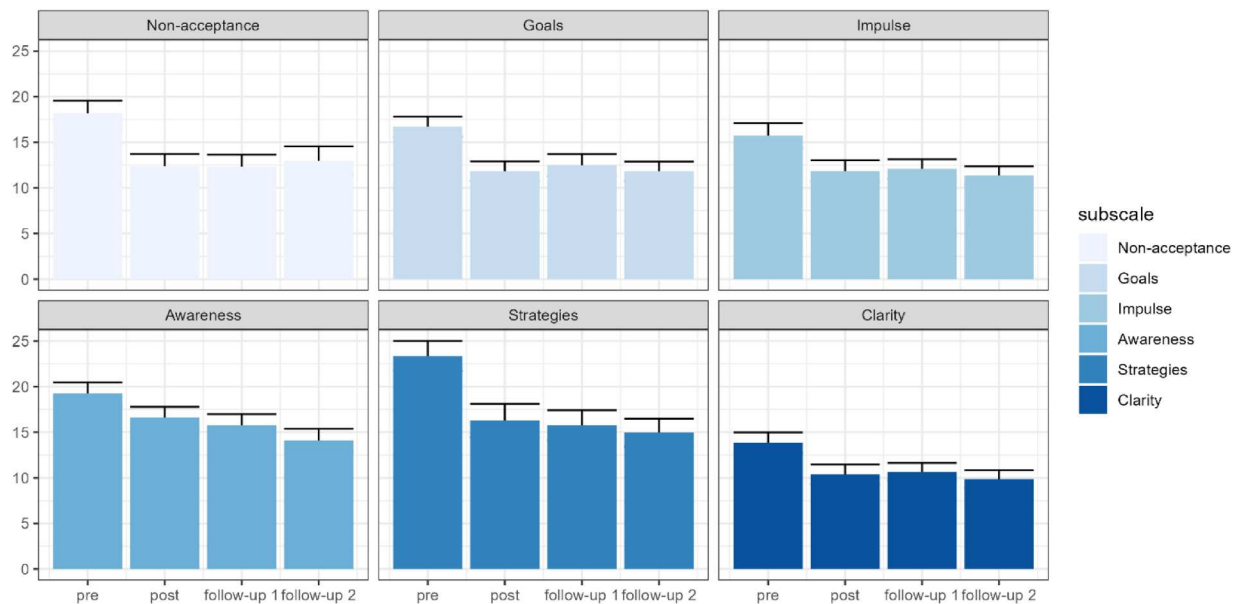 Non-acceptance Goals Impulse
25
20
15
10
5
0
Awareness Strategies Clarity
25
20
15
10
5
0
pre post follow-up 1 follow-up 2 pre post follow-up 1 follow-up 2 pre post follow-up 1 follow-up 2
subscale
Non-acceptance
Goals
Impulse
Awareness
Strategies
Clarity